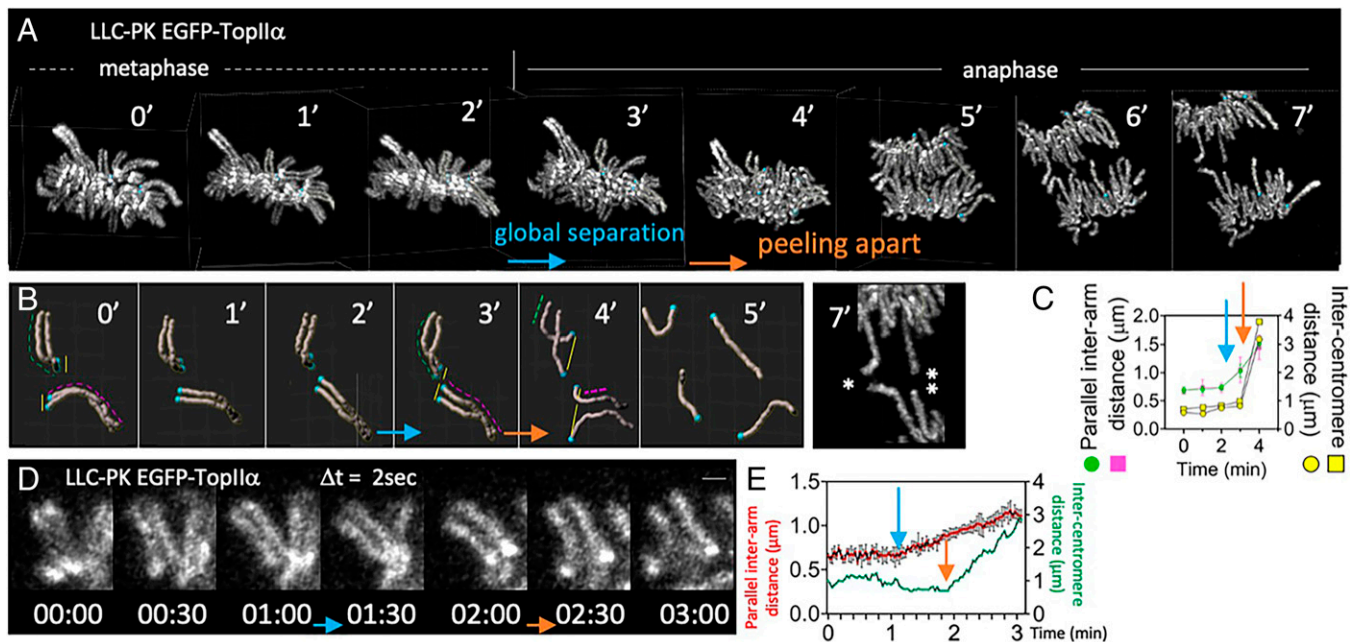 A
LLC-PK EGFP-TopIIα
metaphase
anaphase
0’ 1’ 2’ 3’ 4’ 5’ 6’ 7’
global separation
peeling apart
B
0’ 1’ 2’ 3’ 4’ 5’
7’
*
*
*
C
Parallel inter-arm
distance (μm)
2.0
1.5
1.0
0.5
0.0
4
3
2
1
0
0 2 4
Time (min)
Inter-centromere
distance (μm)
D
LLC-PK EGFP-TopIIα Δt = 2sec
00:00 00:30 01:00 01:30 02:00 02:30 03:00
E
Parallel inter-arm
distance (μm)
1.5
1.0
0.5
0.0
4
3
2
1
0
Inter-centromere
distance (μm)
0 1 2 3 Time (min)